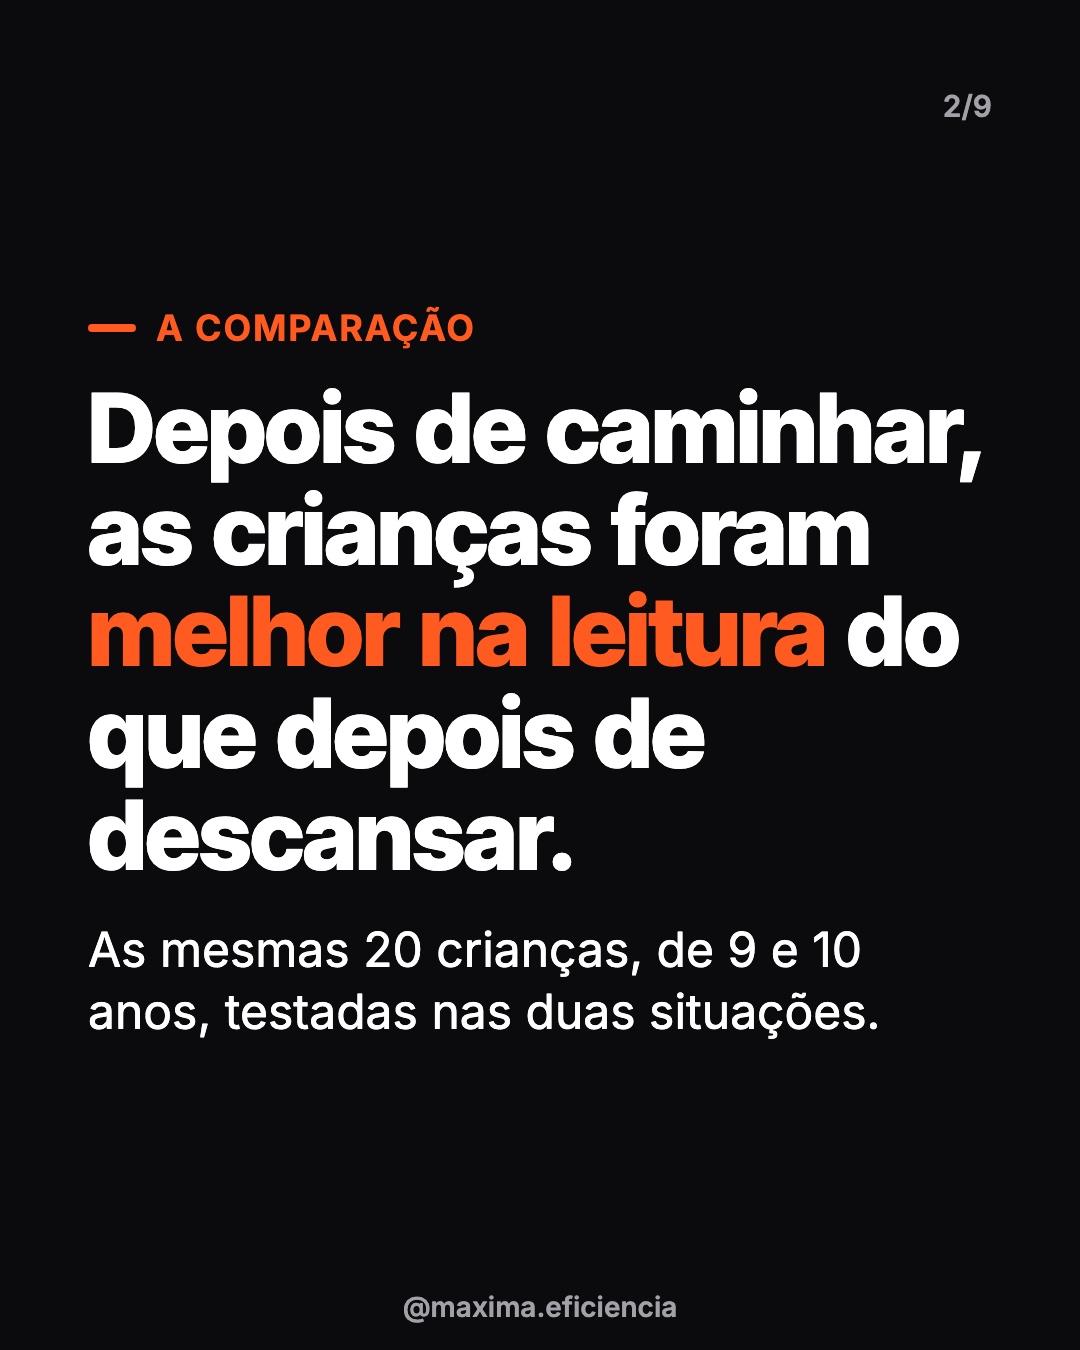 2/9
A COMPARAÇÃO
Depois de caminhar,
as crianças foram
melhor na leitura do
que depois de
descansar.
As mesmas 20 crianças, de 9 e 10
anos, testadas nas duas situações.
@maxima.eficiencia